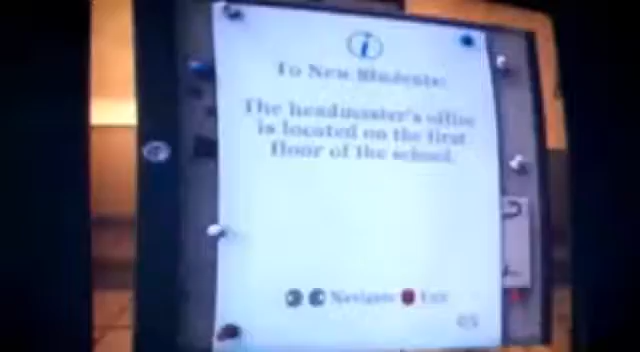 i
To New Students:
The headmaster's office
is located on the first
floor of the school.
Navigate Exit